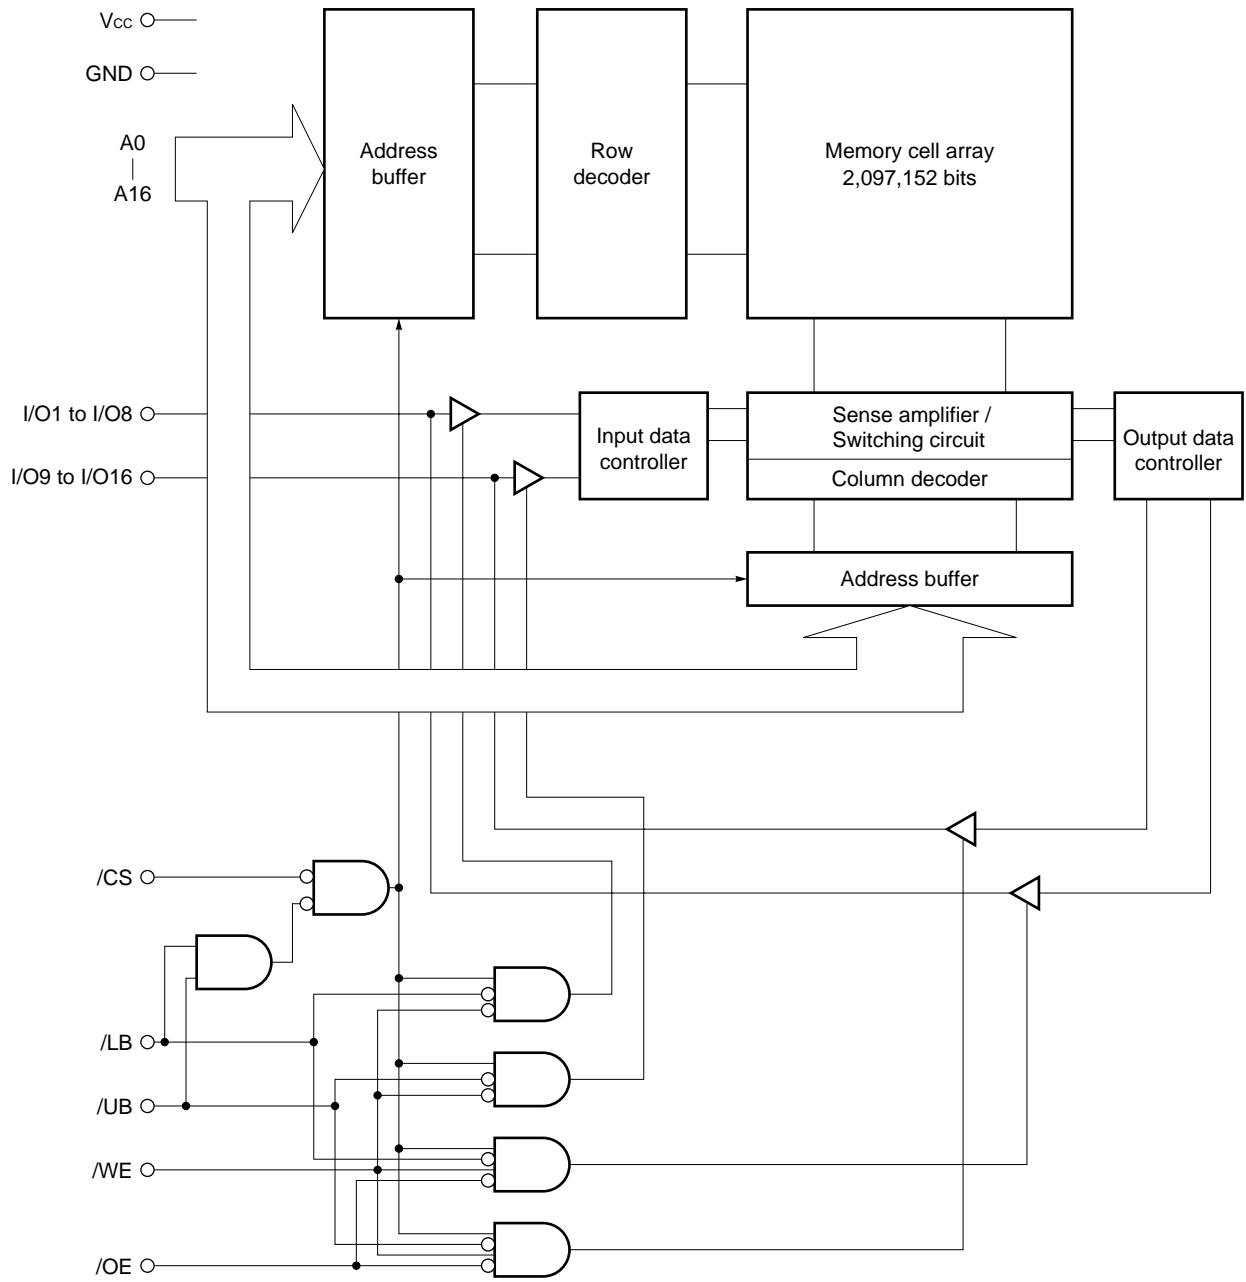 Vcc
GND
A0
A16
Address
buffer
Row
decoder
Memory cell array
2,097,152 bits
I/O1 to I/O8
I/O9 to I/O16
Input data
controller
Sense amplifier /
Switching circuit
Column decoder
Output data
controller
Address buffer
/CS
/LB
/UB
/WE
/OE